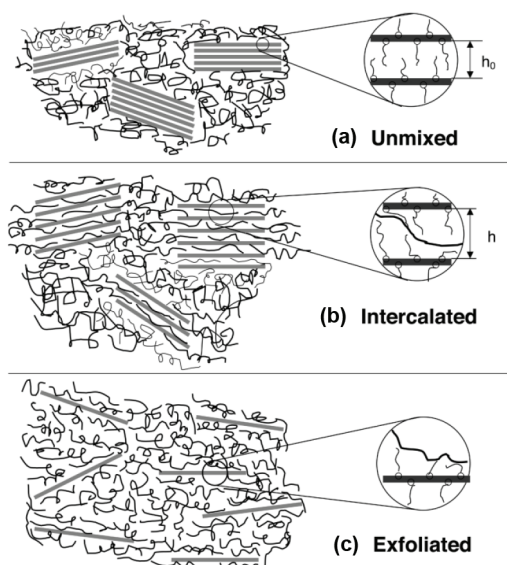 h₀
(a) Unmixed
h
(b) Intercalated
(c) Exfoliated